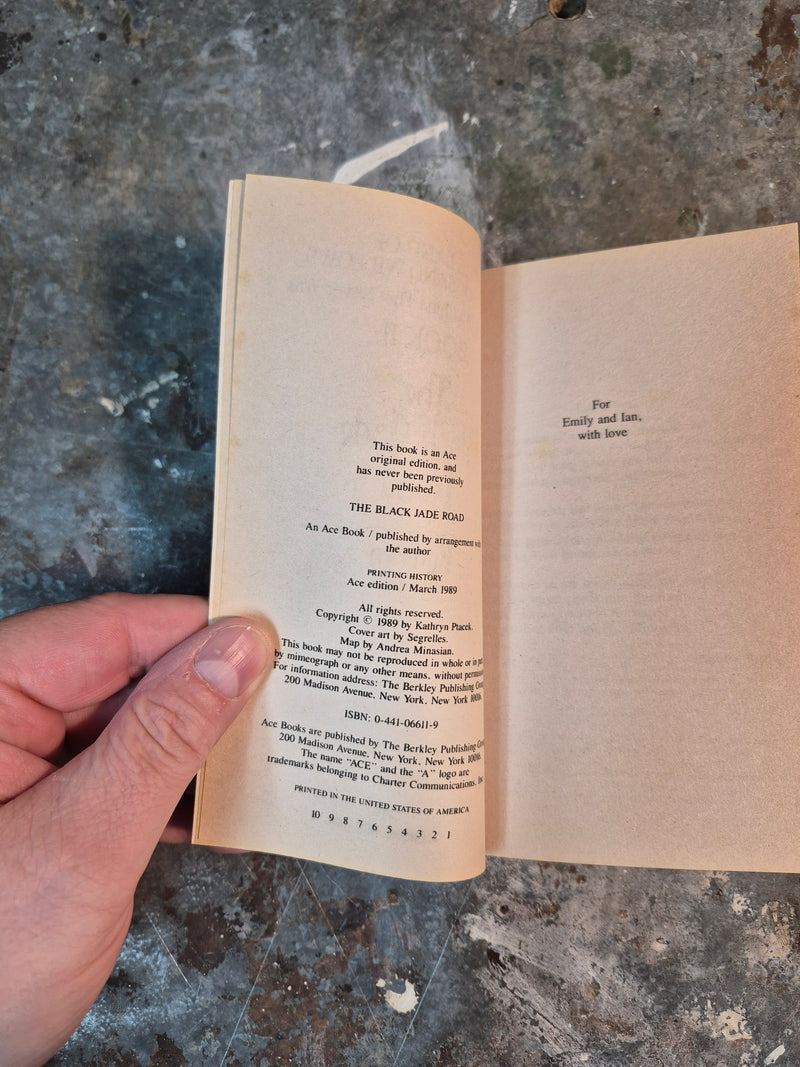 This book is an Ace
original edition, and
has never been previously
published.
THE BLACK JADE ROAD
An Ace Book / published by arrangement with
the author
PRINTING HISTORY
Ace edition / March 1989
All rights reserved.
Copyright © 1989 by Kathryn Ptacek.
Cover art by Segrelles.
Map by Andrea Minasian.
This book may not be reproduced in whole or in
by mimeograph or any other means, without
For information address: The Berkley Publishing
200 Madison Avenue, New York, New York 10016.
ISBN: 0-441-06611-9
Ace Books are published by The Berkley Publishing
200 Madison Avenue, New York, New York 10016.
The name "ACE" and the "A" logo are
trademarks belonging to Charter Communications, Inc.
PRINTED IN THE UNITED STATES OF AMERICA
10 9 8 7 6 5 4 3 2 1
For
Emily and Ian,
with love